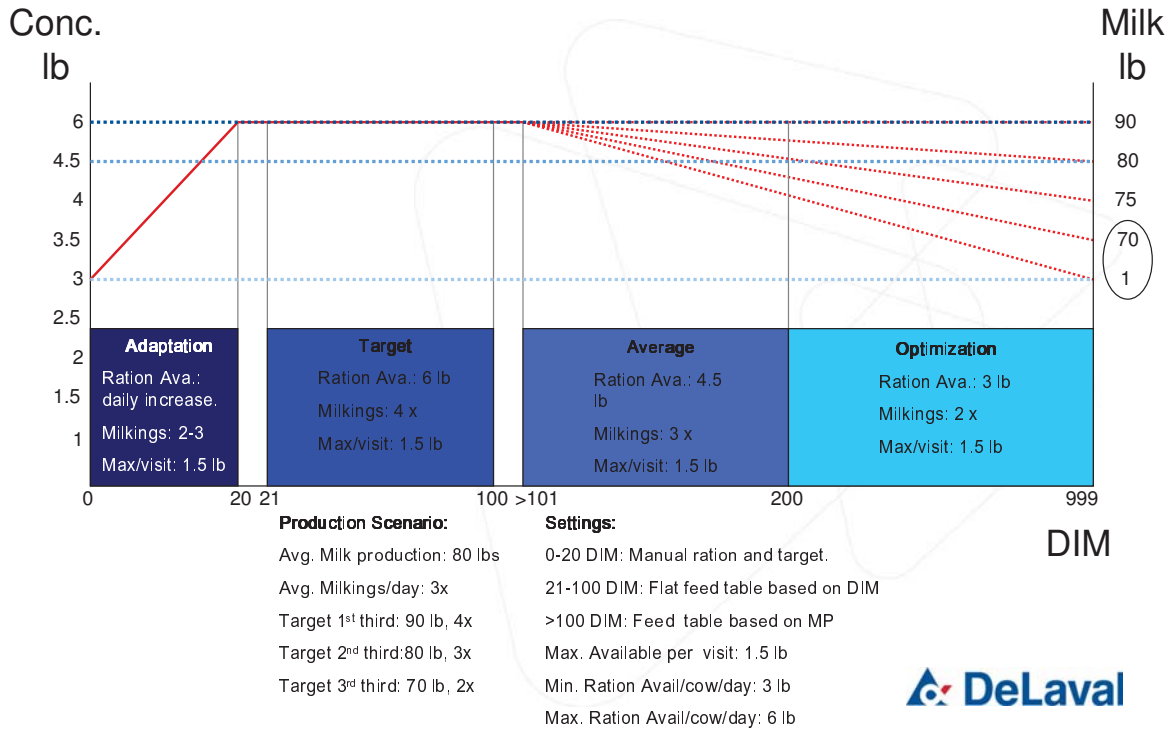 Conc.
lb
Milk
lb
6
4.5
4
3.5
3
2.5
2
1.5
1
90
80
75
70
1
Adaptation
Ration Ava.:
daily increase.
Milkings: 2-3
Max/visit: 1.5 lb
Target
Ration Ava.: 6 lb
Milkings: 4 x
Max/visit: 1.5 lb
Average
Ration Ava.: 4.5
lb
Milkings: 3 x
Max/visit: 1.5 lb
Optimization
Ration Ava.: 3 lb
Milkings: 2 x
Max/visit: 1.5 lb
0 20 21 100 >101 200 999
DIM
Production Scenario:
Avg. Milk production: 80 lbs
Avg. Milkings/day: 3x
Target 1st third: 90 lb, 4x
Target 2nd third:80 lb, 3x
Target 3rd third: 70 lb, 2x
Settings:
0-20 DIM: Manual ration and target.
21-100 DIM: Flat feed table based on DIM
>100 DIM: Feed table based on MP
Max. Available per visit: 1.5 lb
Min. Ration Avail/cow/day: 3 lb
Max. Ration Avail/cow/day: 6 lb
DeLaval